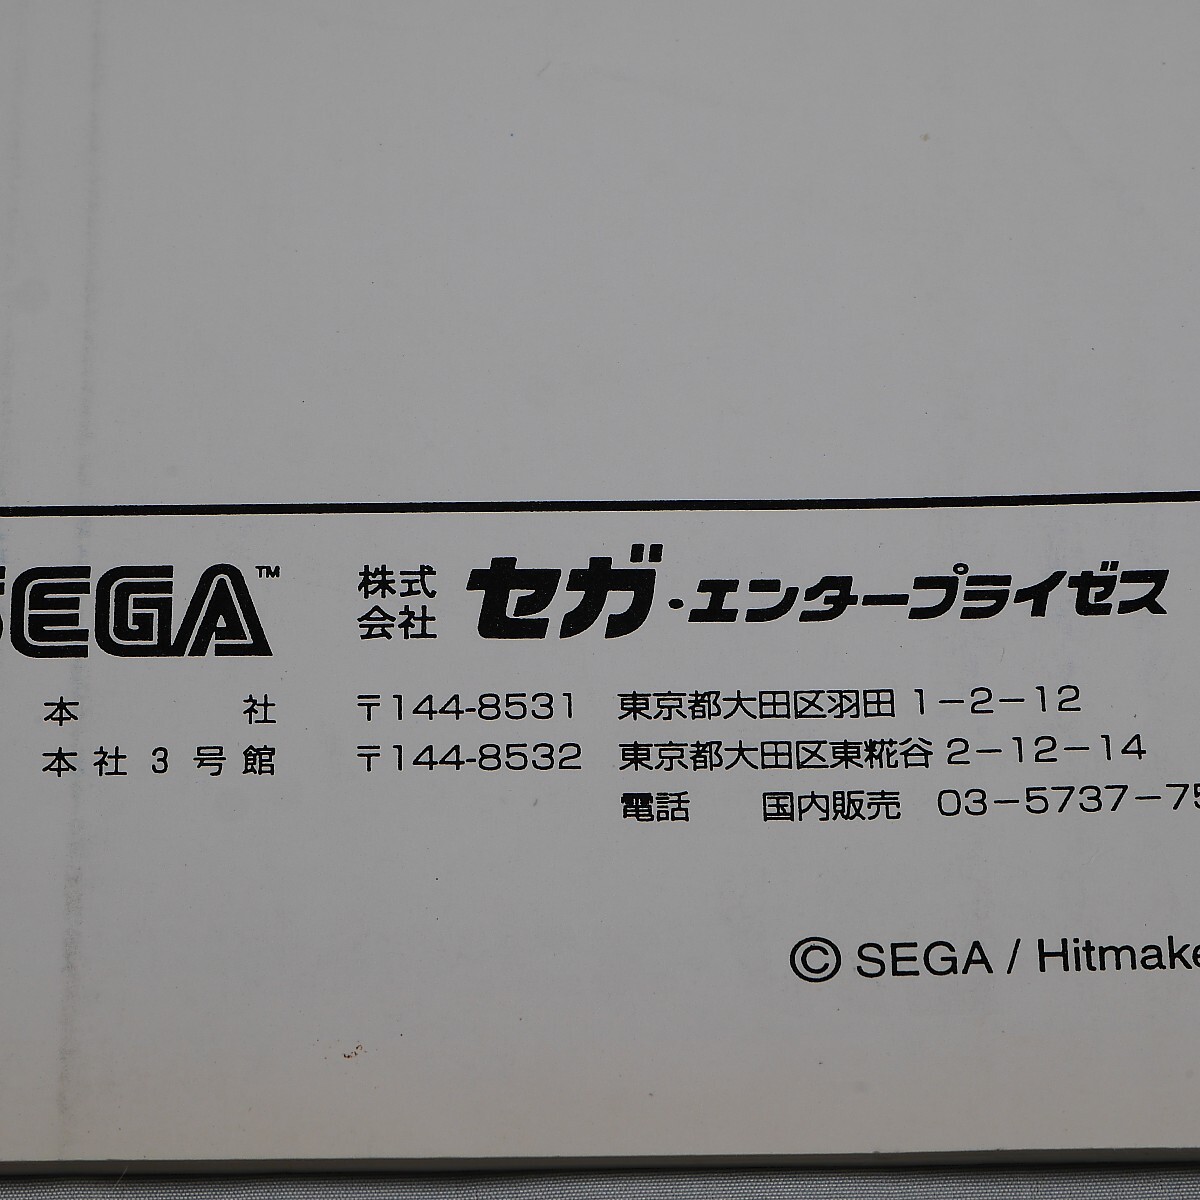 SEGA™ 株式会社 セガ・エンタープライゼス
本社 〒144-8531 東京都大田区羽田 1-2-12
本社3号館 〒144-8532 東京都大田区東糀谷 2-12-14
電話 国内販売 03-5737-75
© SEGA / Hitmake